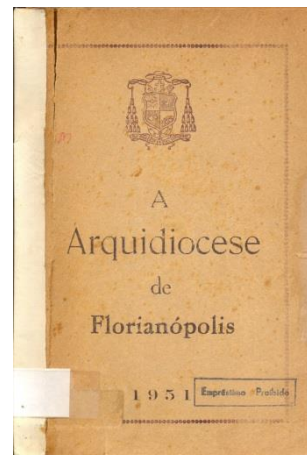 A
Arquidiocese
de
Florianópolis
1951
Empréstimo Proibido